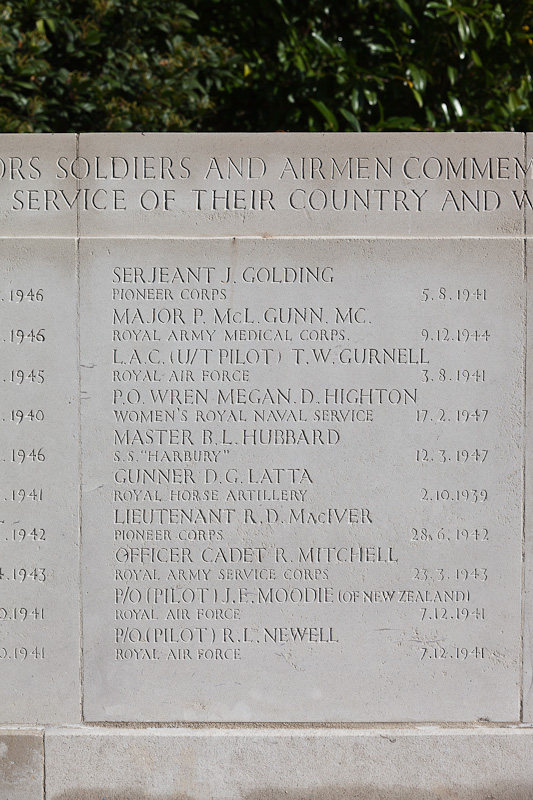 ORS SOLDIERS AND AIRMEN COMMEM
SERVICE OF THEIR COUNTRY AND W
.1946
.1946
.1945
.1940
.1946
.1941
.1942
.1943
.1941
.1941
SERJEANT J. GOLDING
PIONEER CORPS 5.8.1941
MAJOR P. McL. GUNN. MC.
ROYAL ARMY MEDICAL CORPS. 9.12.1944
L.A.C. (U/T PILOT) T.W. GURNELL
ROYAL AIR FORCE 3.8.1941
P.O. WREN MEGAN. D. HIGHTON
WOMEN'S ROYAL NAVAL SERVICE 17.2.1947
MASTER B.L. HUBBARD
S.S. "HARBURY" 12.3.1947
GUNNER D.G. LATTA
ROYAL HORSE ARTILLERY 2.10.1939
LIEUTENANT R.D. MacIVER
PIONEER CORPS 28.6.1942
OFFICER CADET R. MITCHELL
ROYAL ARMY SERVICE CORPS 23.3.1943
P/O (PILOT) J.E. MOODIE (OF NEW ZEALAND)
ROYAL AIR FORCE 7.12.1941
P/O. (PILOT) R.L. NEWELL
ROYAL AIR FORCE 7.12.1941